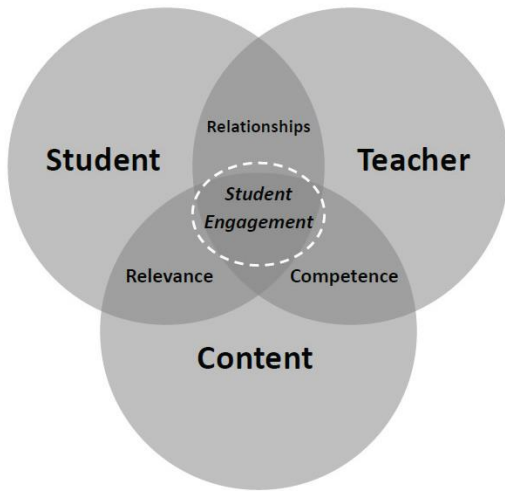 Relationships
Student
Teacher
Student
Engagement
Relevance
Competence
Content